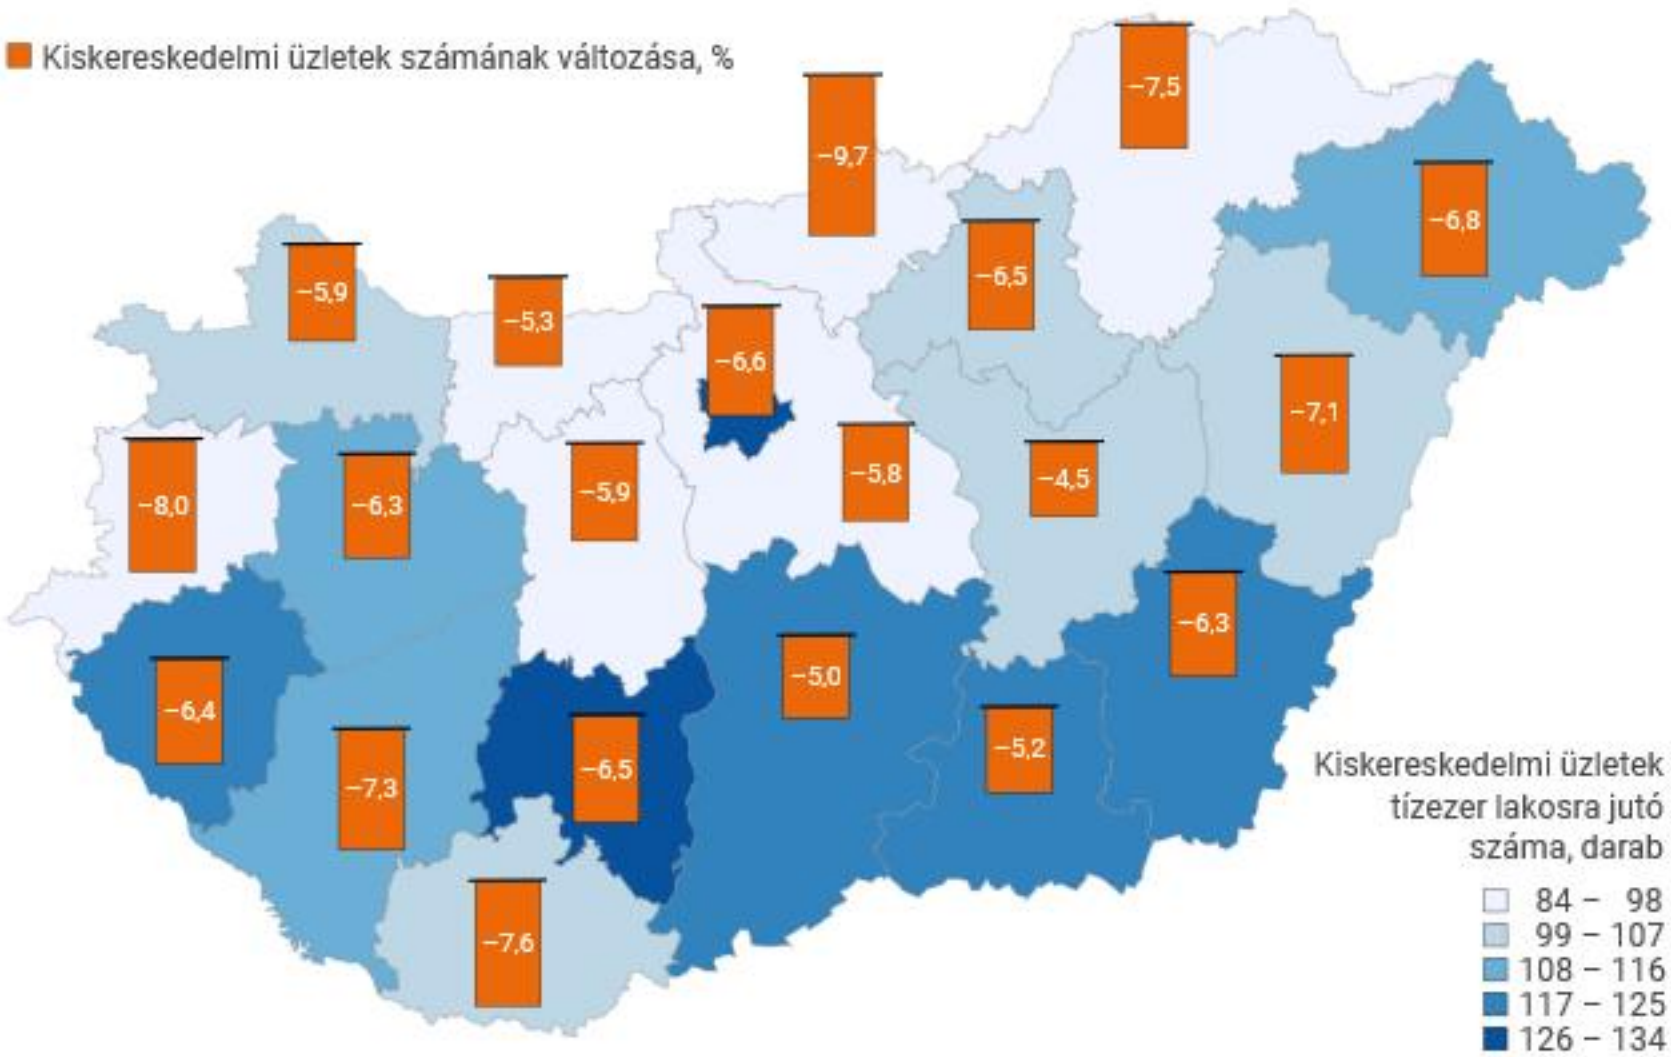 Kiskereskedelmi üzletek számának változása, %
−7,5
−9,7
−6,8
−6,5
−5,9
−5,3
−6,6
−7,1
−8,0
−6,3
−5,9
−5,8
−4,5
−6,3
−6,4
−5,0
−7,3
−6,5
−5,2
−7,6
Kiskereskedelmi üzletek
tízezer lakosra jutó
száma, darab
84 – 98
99 – 107
108 – 116
117 – 125
126 – 134